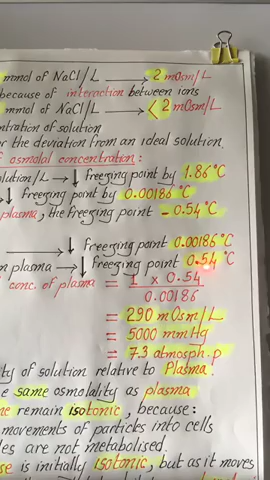 mmol of NaCl/L → 2 mOsm/L
because of interaction between ions
mmol of NaCl/L → < 2 mOsm/L
ntration of solution
r the deviation from an ideal solution.
f osmolal concentration:
olution/L → ↓ freezing point by 1.86 °C
↓ freezing point by 0.00186 °C
plasma, the freezing point - 0.54 °C
→ ↓ freezing point 0.00186 °C
n plasma → ↓ freezing point 0.54 °C
conc. of plasma = 1 x 0.54
0.00186
= 290 mOsm/L
= 5000 mmHg
= 7.3 atmosph.p
ty of solution relative to Plasma.
e same osmolality as plasma
ne remain isotonic, because:
movements of particles into cells
les are not metabolised.
se is initially isotonic, but as it moves